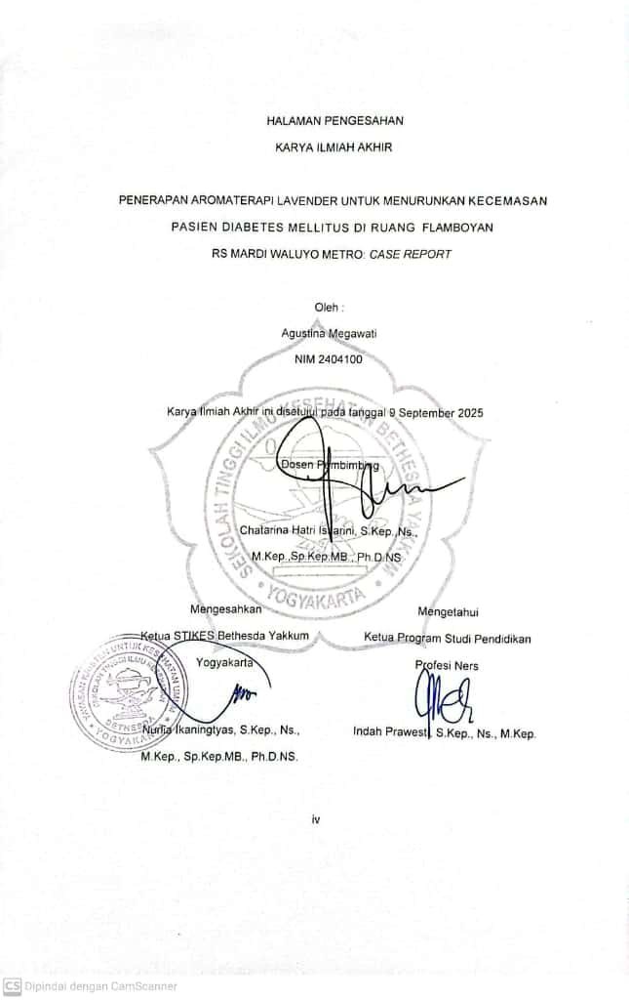 HALAMAN PENGESAHAN
KARYA ILMIAH AKHIR
PENERAPAN AROMATERAPI LAVENDER UNTUK MENURUNKAN KECEMASAN
PASIEN DIABETES MELLITUS DI RUANG FLAMBOYAN
RS MARDI WALUYO METRO: CASE REPORT
Oleh :
Agustina Megawati
NIM 2404100
Karya Ilmiah Akhir ini disetujui pada tanggal 9 September 2025
SEKOLAH TINGGI ILMU KESEHATAN BETHESDA YAKKUM
• YOGYAKARTA •
Dosen Pembimbing
Chatarina Hatri Istiarini, S.Kep.,Ns.,
M.Kep.,Sp.Kep.MB., Ph.D.NS
Mengesahkan
Ketua STIKES Bethesda Yakkum
Yogyakarta
Mengetahui
Ketua Program Studi Pendidikan
Profesi Ners
YAYASAN KRISTEN UNTUK KESEHATAN UMUM
SEKOLAH TINGGI ILMU KESEHATAN
BETHESDA
YOGYAKARTA
Nurlia Ikaningtyas, S.Kep., Ns.,
M.Kep., Sp.Kep.MB., Ph.D.NS.
Indah Prawesti, S.Kep., Ns., M.Kep.
iv
CS Dipindai dengan CamScanner